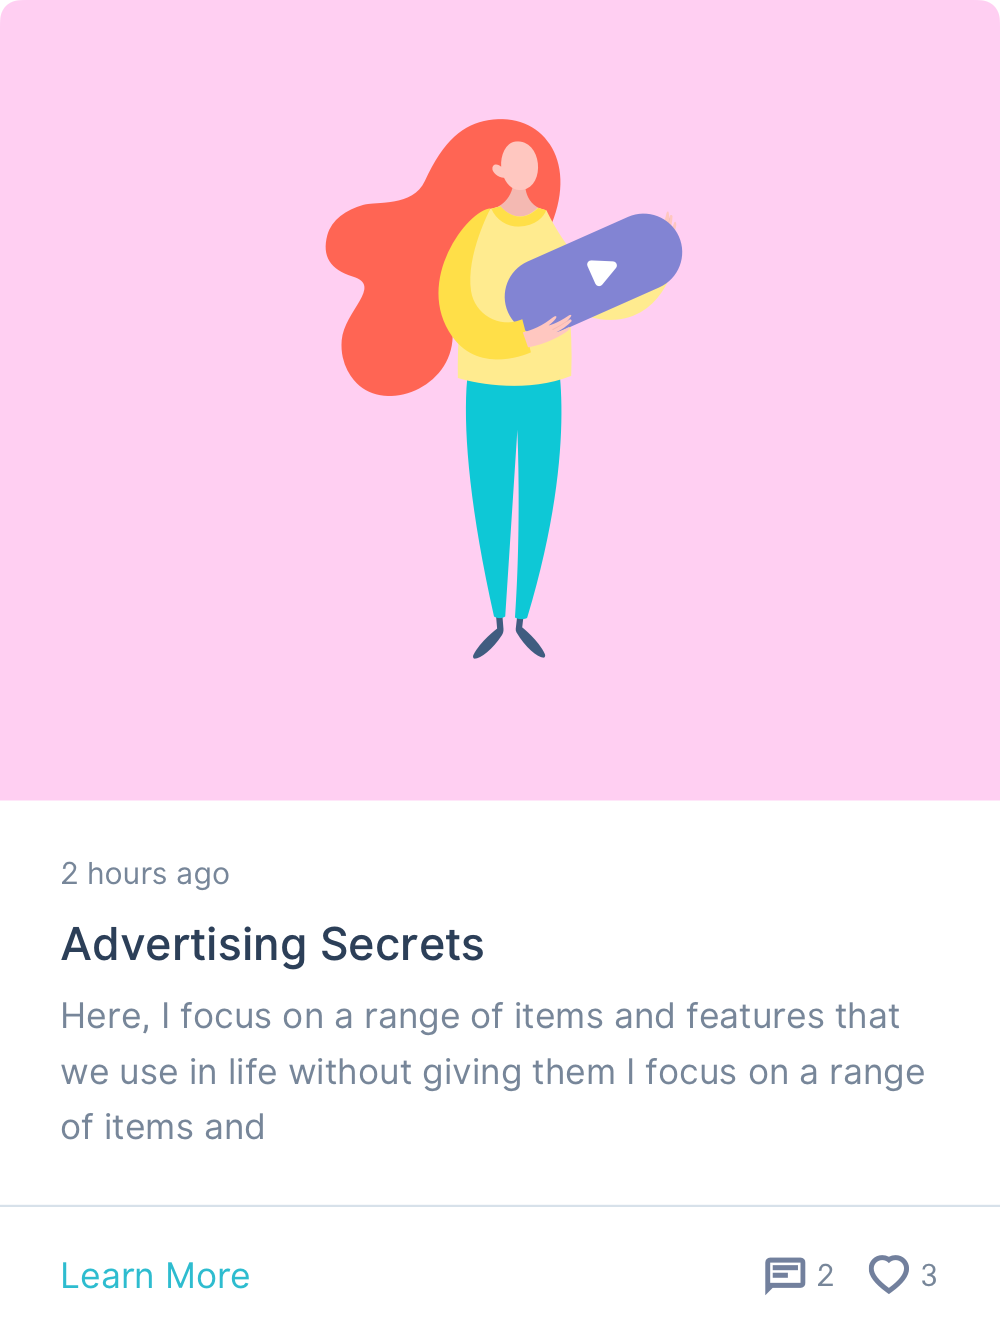 2 hours ago
Advertising Secrets
Here, I focus on a range of items and features that
we use in life without giving them I focus on a range
of items and
Learn More
2
3